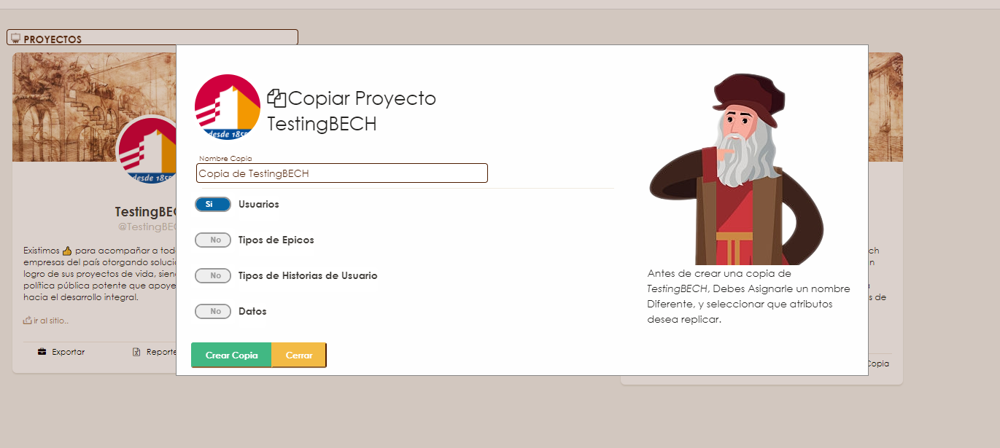 PROYECTOS
Copiar Proyecto
TestingBECH
desde 185
Nombre Copia
Copia de TestingBECH
Si Usuarios
No Tipos de Epicos
No Tipos de Historias de Usuario
No Datos
Crear Copia Cerrar
Antes de crear una copia de
TestingBECH, Debes Asignarle un nombre
Diferente, y seleccionar que atributos
desea replicar.
desde 185
TestingBE
@TestingBE
Existimos 👍 para acompañar a tod
empresas del país otorgando soluci
logro de sus proyectos de vida, sien
política pública potente que apoye
hacia el desarrollo integral.
ir al sitio..
Exportar Reporte
ch
n
s de
Copia